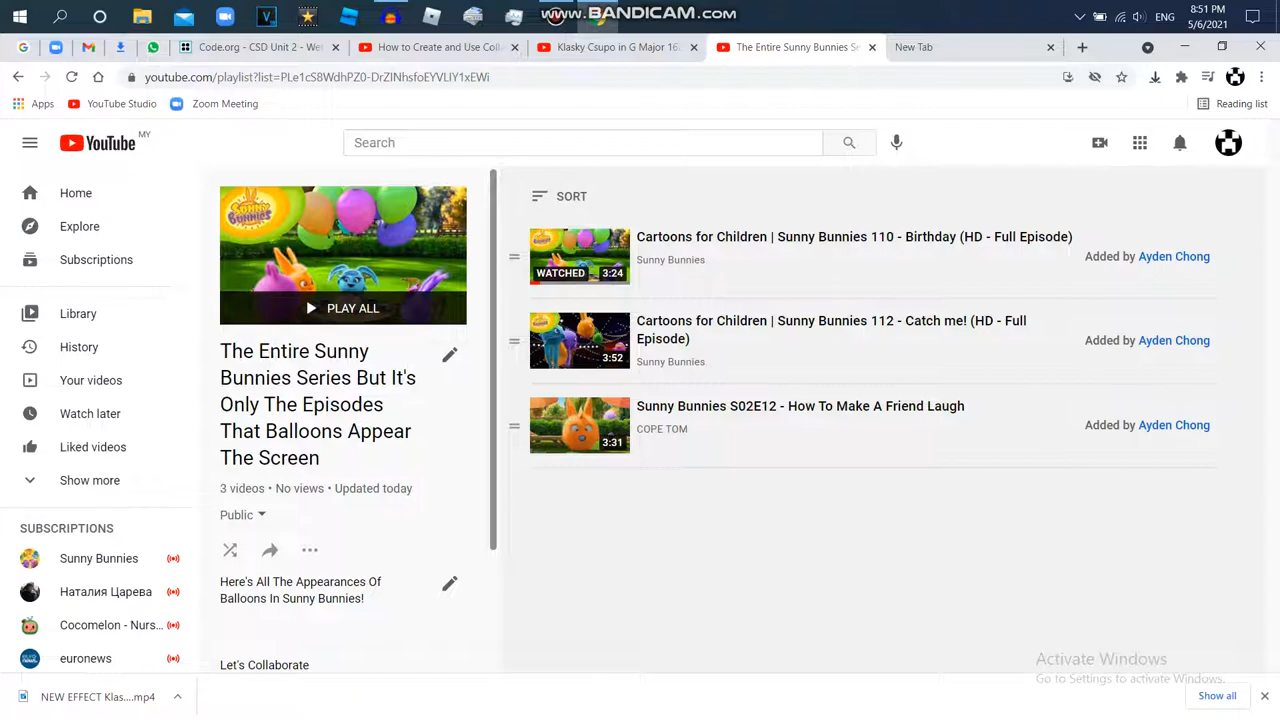 www.BANDICAM.com
ENG
8:51 PM
5/6/2021
Code.org - CSD Unit 2 - We
How to Create and Use Coll
Klasky Csupo in G Major 16
The Entire Sunny Bunnies Se
New Tab
youtube.com/playlist?list=PLe1cS8WdhPZ0-DrZINhsfoEYVLIY1xEWi
Apps
YouTube Studio
Zoom Meeting
Reading list
YouTube MY
Search
Home
Explore
Subscriptions
Library
History
Your videos
Watch later
Liked videos
Show more
SUBSCRIPTIONS
Sunny Bunnies
Наталия Царева
Cocomelon - Nurs...
euronews
SUNNY BUNNIES
PLAY ALL
The Entire Sunny
Bunnies Series But It's
Only The Episodes
That Balloons Appear
The Screen
3 videos • No views • Updated today
Public
Here's All The Appearances Of
Balloons In Sunny Bunnies!
Let's Collaborate
SORT
WATCHED 3:24
Cartoons for Children | Sunny Bunnies 110 - Birthday (HD - Full Episode)
Sunny Bunnies
Added by Ayden Chong
3:52
Cartoons for Children | Sunny Bunnies 112 - Catch me! (HD - Full
Episode)
Sunny Bunnies
Added by Ayden Chong
3:31
Sunny Bunnies S02E12 - How To Make A Friend Laugh
COPE TOM
Added by Ayden Chong
Activate Windows
Go to Settings to activate Windows.
NEW EFFECT Klas....mp4
Show all